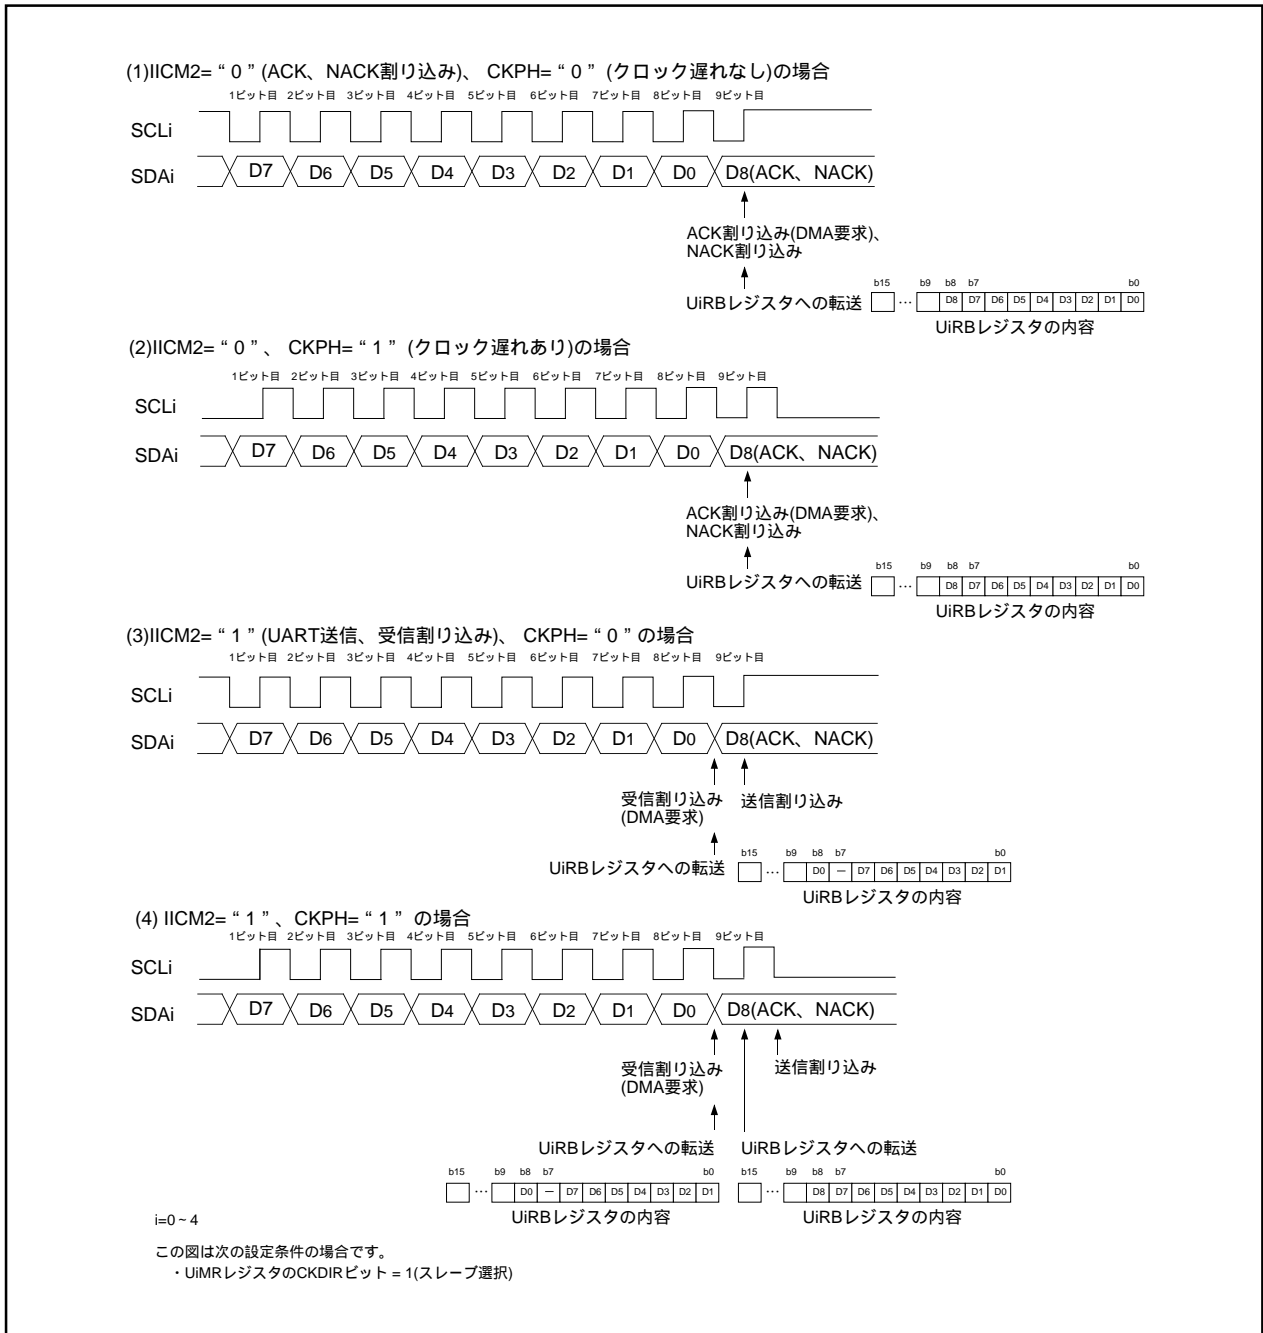 (1)IICM2= “ 0 ” (ACK、NACK割り込み)、 CKPH= “ 0 ” (クロック遅れなし)の場合
1ビット目 2ビット目 3ビット目 4ビット目 5ビット目 6ビット目 7ビット目 8ビット目 9ビット目
SCLi
SDAi D7 D6 D5 D4 D3 D2 D1 D0 D8(ACK、NACK)
ACK割り込み(DMA要求)、
NACK割り込み
b15 b9 b8 b7 b0
UiRBレジスタへの転送 … D8 D7 D6 D5 D4 D3 D2 D1 D0
UiRBレジスタの内容
(2)IICM2= “ 0 ” 、 CKPH= “ 1 ” (クロック遅れあり)の場合
1ビット目 2ビット目 3ビット目 4ビット目 5ビット目 6ビット目 7ビット目 8ビット目 9ビット目
SCLi
SDAi D7 D6 D5 D4 D3 D2 D1 D0 D8(ACK、NACK)
ACK割り込み(DMA要求)、
NACK割り込み
b15 b9 b8 b7 b0
UiRBレジスタへの転送 … D8 D7 D6 D5 D4 D3 D2 D1 D0
UiRBレジスタの内容
(3)IICM2= “ 1 ” (UART送信、受信割り込み)、 CKPH= “ 0 ” の場合
1ビット目 2ビット目 3ビット目 4ビット目 5ビット目 6ビット目 7ビット目 8ビット目 9ビット目
SCLi
SDAi D7 D6 D5 D4 D3 D2 D1 D0 D8(ACK、NACK)
受信割り込み 送信割り込み
(DMA要求)
b15 b9 b8 b7 b0
UiRBレジスタへの転送 … D0 － D7 D6 D5 D4 D3 D2 D1
UiRBレジスタの内容
(4) IICM2= “ 1 ” 、CKPH= “ 1 ” の場合
1ビット目 2ビット目 3ビット目 4ビット目 5ビット目 6ビット目 7ビット目 8ビット目 9ビット目
SCLi
SDAi D7 D6 D5 D4 D3 D2 D1 D0 D8(ACK、NACK)
受信割り込み 送信割り込み
(DMA要求)
UiRBレジスタへの転送 UiRBレジスタへの転送
b15 b9 b8 b7 b0 b15 b9 b8 b7 b0
… D0 － D7 D6 D5 D4 D3 D2 D1 … D8 D7 D6 D5 D4 D3 D2 D1 D0
UiRBレジスタの内容 UiRBレジスタの内容
i=0～4
この図は次の設定条件の場合です。
・UiMRレジスタのCKDIRビット = 1(スレーブ選択)